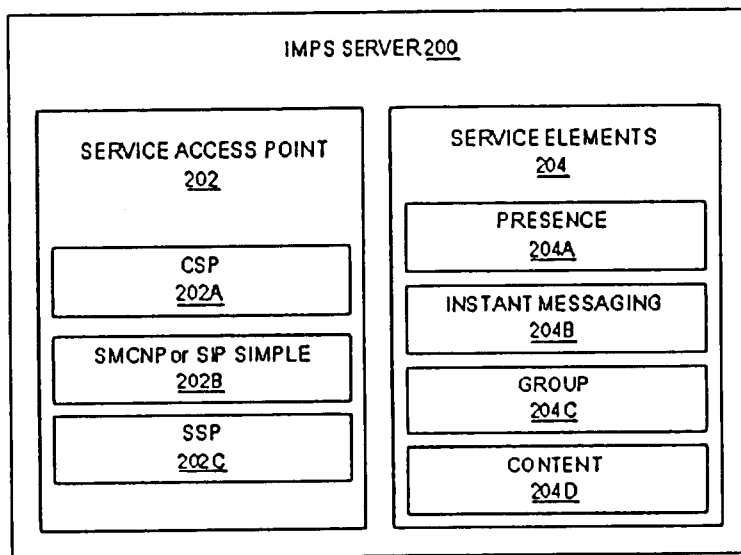 IMPS SERVER 200
SERVICE ACCESS POINT
202
CSP
202A
SMCNP or SIP SIMPLE
202B
SSP
202C
SERVICE ELEMENTS
204
PRESENCE
204A
INSTANT MESSAGING
204B
GROUP
204C
CONTENT
204D